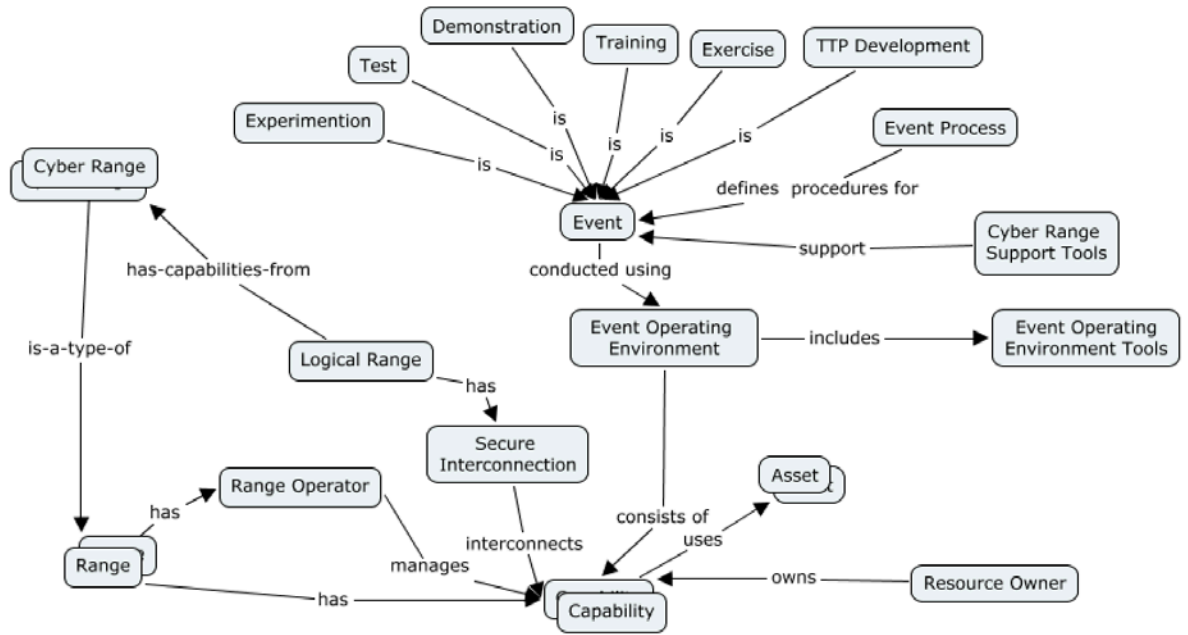 Demonstration
Training
Exercise
TTP Development
Test
Experimention
Event Process
Cyber Range
is
is
is
is
is
is
defines procedures for
Event
Cyber Range
Support Tools
support
has-capabilities-from
conducted using
Event Operating
Environment
includes
Event Operating
Environment Tools
is-a-type-of
Logical Range
has
Secure
Interconnection
Range Operator
Asset
has
consists of
uses
interconnects
manages
Range
has
owns
Resource Owner
Capability